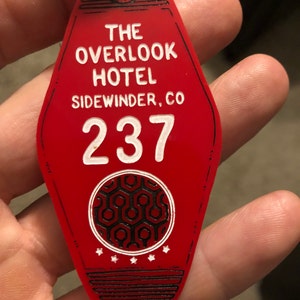 THE
OVERLOOK
HOTEL
SIDEWINDER, CO
237